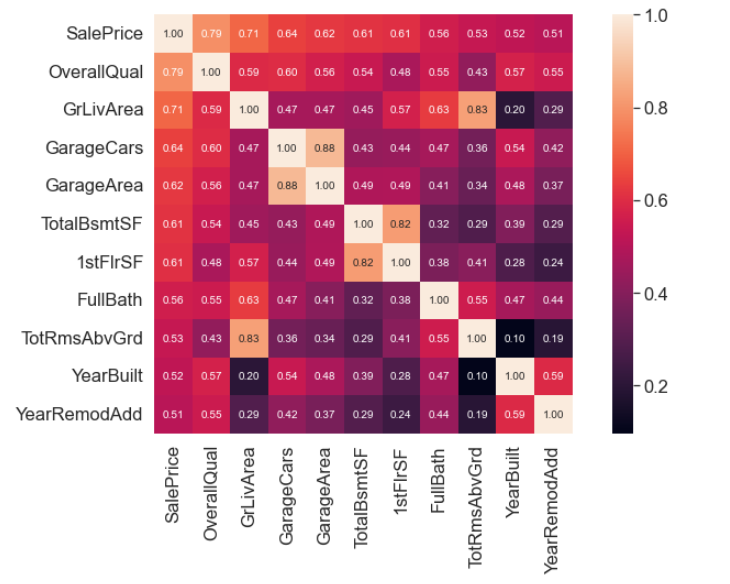 SalePrice 1.00 0.79 0.71 0.64 0.62 0.61 0.61 0.56 0.53 0.52 0.51
OverallQual 0.79 1.00 0.59 0.60 0.56 0.54 0.48 0.55 0.43 0.57 0.55
GrLivArea 0.71 0.59 1.00 0.47 0.47 0.45 0.57 0.63 0.83 0.20 0.29
GarageCars 0.64 0.60 0.47 1.00 0.88 0.43 0.44 0.47 0.36 0.54 0.42
GarageArea 0.62 0.56 0.47 0.88 1.00 0.49 0.49 0.41 0.34 0.48 0.37
TotalBsmtSF 0.61 0.54 0.45 0.43 0.49 1.00 0.82 0.32 0.29 0.39 0.29
1stFlrSF 0.61 0.48 0.57 0.44 0.49 0.82 1.00 0.38 0.41 0.28 0.24
FullBath 0.56 0.55 0.63 0.47 0.41 0.32 0.38 1.00 0.55 0.47 0.44
TotRmsAbvGrd 0.53 0.43 0.83 0.36 0.34 0.29 0.41 0.55 1.00 0.10 0.19
YearBuilt 0.52 0.57 0.20 0.54 0.48 0.39 0.28 0.47 0.10 1.00 0.59
YearRemodAdd 0.51 0.55 0.29 0.42 0.37 0.29 0.24 0.44 0.19 0.59 1.00
SalePrice
OverallQual
GrLivArea
GarageCars
GarageArea
TotalBsmtSF
1stFlrSF
FullBath
TotRmsAbvGrd
YearBuilt
YearRemodAdd
1.0
0.8
0.6
0.4
0.2